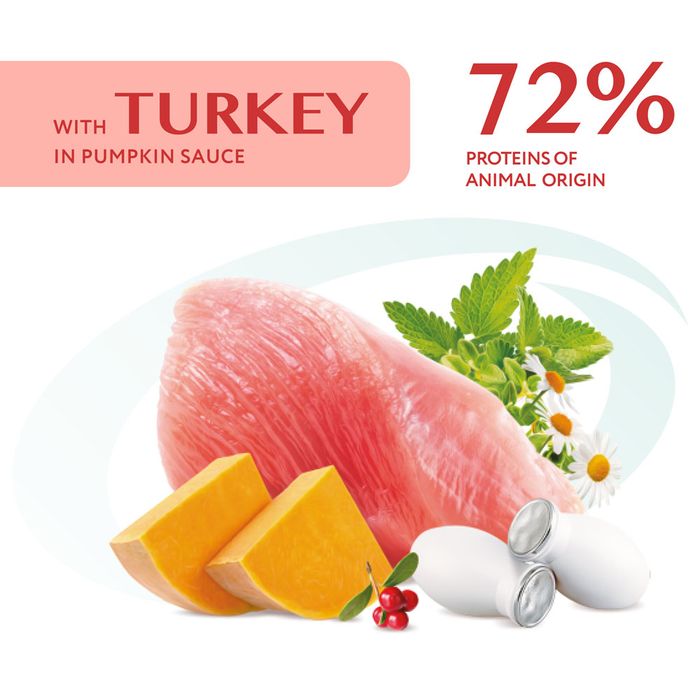 WITH TURKEY
IN PUMPKIN SAUCE
72%
PROTEINS OF
ANIMAL ORIGIN